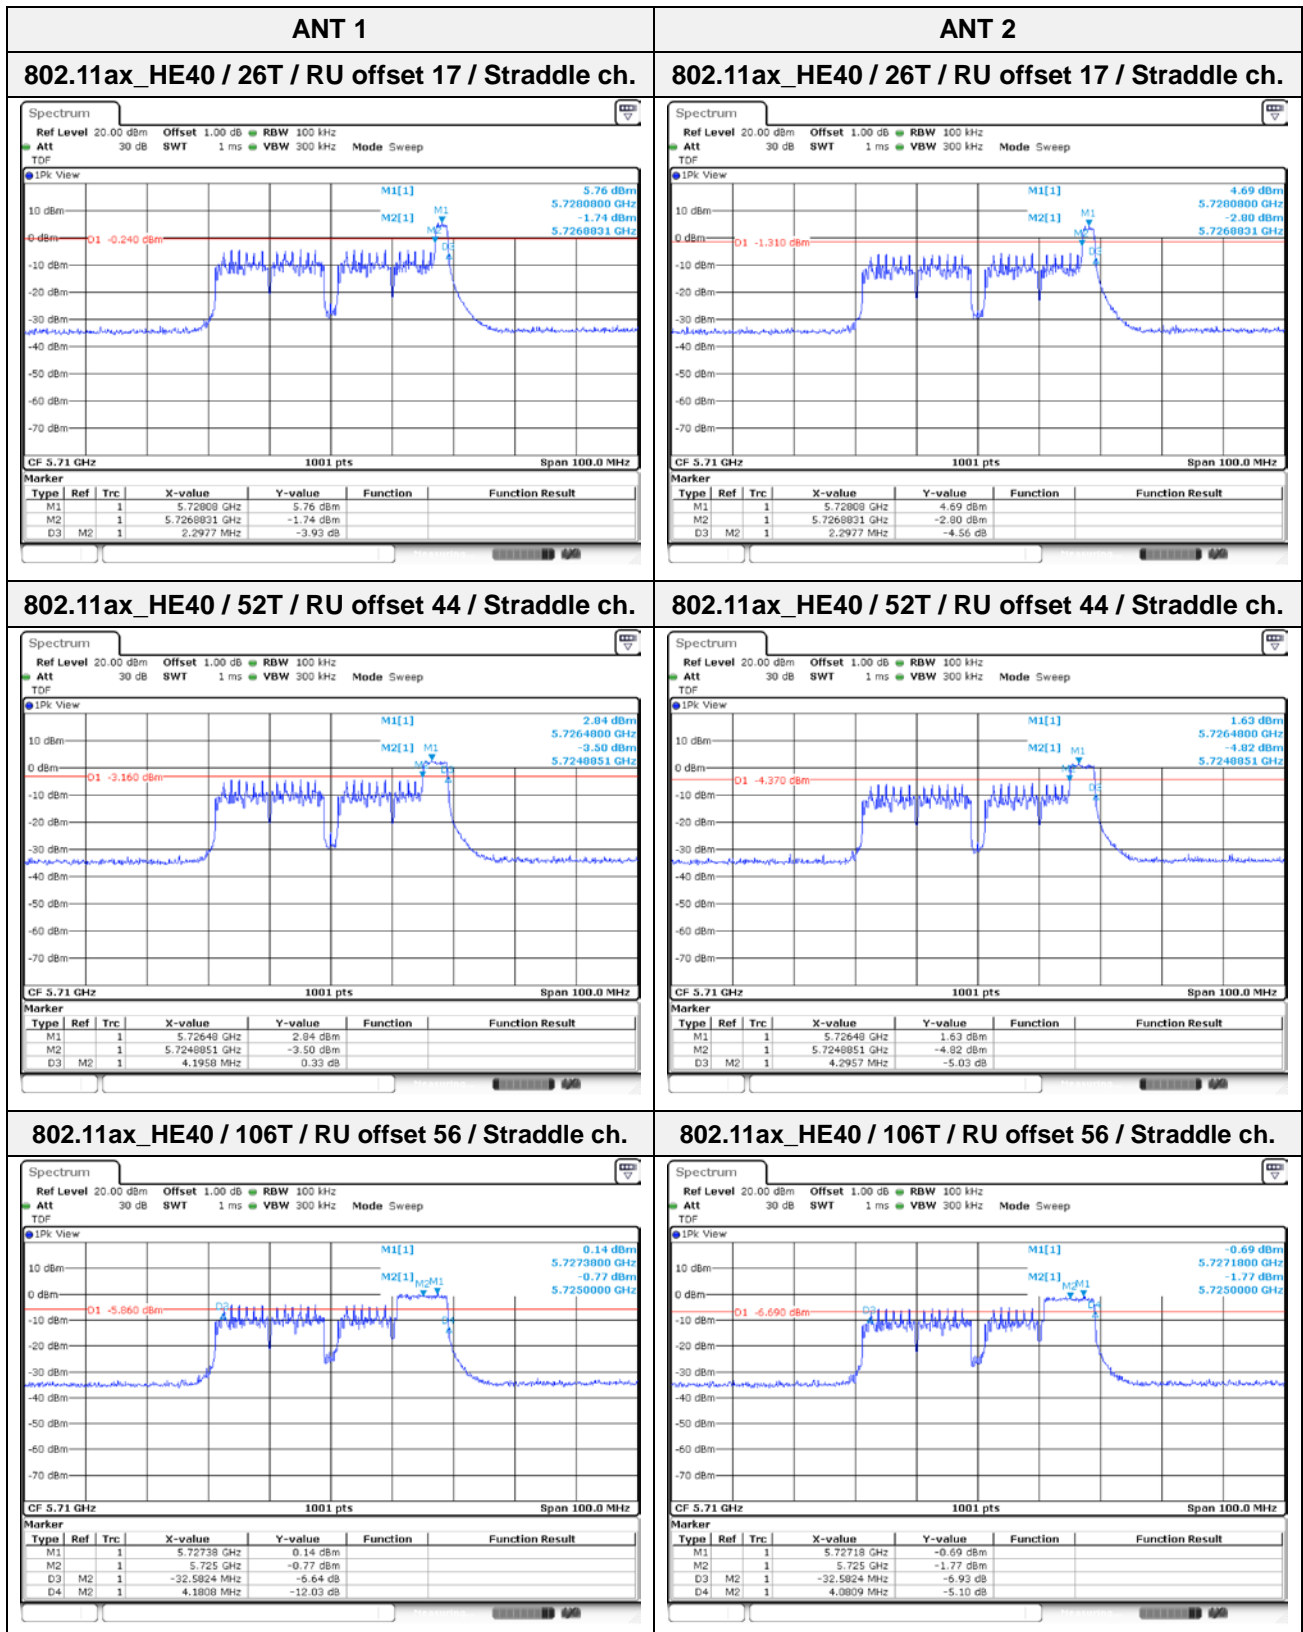 ANT 1
ANT 2
802.11ax_HE40 / 26T / RU offset 17 / Straddle ch.
802.11ax_HE40 / 26T / RU offset 17 / Straddle ch.
Spectrum
Ref Level 20.00 dBm Offset 1.00 dB RBW 100 kHz
Att 30 dB SWT 1 ms VBW 300 kHz Mode Sweep
TDF
1Pk View
M1[1] 5.76 dBm
5.7280800 GHz
M2[1] -1.74 dBm
5.7268831 GHz
M1
M2
D3
10 dBm
0 dBm
D1 -0.240 dBm
-10 dBm
-20 dBm
-30 dBm
-40 dBm
-50 dBm
-60 dBm
-70 dBm
CF 5.71 GHz 1001 pts Span 100.0 MHz
Marker
Type Ref Trc X-value Y-value Function Function Result
M1 1 5.72808 GHz 5.76 dBm
M2 1 5.7268831 GHz -1.74 dBm
D3 M2 1 2.2977 MHz -3.93 dB
Spectrum
Ref Level 20.00 dBm Offset 1.00 dB RBW 100 kHz
Att 30 dB SWT 1 ms VBW 300 kHz Mode Sweep
TDF
1Pk View
M1[1] 4.69 dBm
5.7280800 GHz
M2[1] -2.80 dBm
5.7268831 GHz
M1
M2
D3
10 dBm
0 dBm
D1 -1.310 dBm
-10 dBm
-20 dBm
-30 dBm
-40 dBm
-50 dBm
-60 dBm
-70 dBm
CF 5.71 GHz 1001 pts Span 100.0 MHz
Marker
Type Ref Trc X-value Y-value Function Function Result
M1 1 5.72808 GHz 4.69 dBm
M2 1 5.7268831 GHz -2.80 dBm
D3 M2 1 2.2977 MHz -4.56 dB
802.11ax_HE40 / 52T / RU offset 44 / Straddle ch.
802.11ax_HE40 / 52T / RU offset 44 / Straddle ch.
Spectrum
Ref Level 20.00 dBm Offset 1.00 dB RBW 100 kHz
Att 30 dB SWT 1 ms VBW 300 kHz Mode Sweep
TDF
1Pk View
M1[1] 2.84 dBm
5.7264800 GHz
M2[1] -3.50 dBm
5.7248851 GHz
M1
M2
D3
10 dBm
0 dBm
D1 -3.160 dBm
-10 dBm
-20 dBm
-30 dBm
-40 dBm
-50 dBm
-60 dBm
-70 dBm
CF 5.71 GHz 1001 pts Span 100.0 MHz
Marker
Type Ref Trc X-value Y-value Function Function Result
M1 1 5.72648 GHz 2.84 dBm
M2 1 5.7248851 GHz -3.50 dBm
D3 M2 1 4.1958 MHz 0.33 dB
Spectrum
Ref Level 20.00 dBm Offset 1.00 dB RBW 100 kHz
Att 30 dB SWT 1 ms VBW 300 kHz Mode Sweep
TDF
1Pk View
M1[1] 1.63 dBm
5.7264800 GHz
M2[1] -4.82 dBm
5.7248851 GHz
M1
M2
D3
10 dBm
0 dBm
D1 -4.370 dBm
-10 dBm
-20 dBm
-30 dBm
-40 dBm
-50 dBm
-60 dBm
-70 dBm
CF 5.71 GHz 1001 pts Span 100.0 MHz
Marker
Type Ref Trc X-value Y-value Function Function Result
M1 1 5.72648 GHz 1.63 dBm
M2 1 5.7248851 GHz -4.82 dBm
D3 M2 1 4.2957 MHz -5.03 dB
802.11ax_HE40 / 106T / RU offset 56 / Straddle ch.
802.11ax_HE40 / 106T / RU offset 56 / Straddle ch.
Spectrum
Ref Level 20.00 dBm Offset 1.00 dB RBW 100 kHz
Att 30 dB SWT 1 ms VBW 300 kHz Mode Sweep
TDF
1Pk View
M1[1] 0.14 dBm
5.7273800 GHz
M2[1] -0.77 dBm
5.7250000 GHz
M2 M1
D3
D4
10 dBm
0 dBm
D1 -5.860 dBm
-10 dBm
-20 dBm
-30 dBm
-40 dBm
-50 dBm
-60 dBm
-70 dBm
CF 5.71 GHz 1001 pts Span 100.0 MHz
Marker
Type Ref Trc X-value Y-value Function Function Result
M1 1 5.72738 GHz 0.14 dBm
M2 1 5.725 GHz -0.77 dBm
D3 M2 1 -32.5824 MHz -6.64 dB
D4 M2 1 4.1808 MHz -12.03 dB
Spectrum
Ref Level 20.00 dBm Offset 1.00 dB RBW 100 kHz
Att 30 dB SWT 1 ms VBW 300 kHz Mode Sweep
TDF
1Pk View
M1[1] -0.69 dBm
5.7271800 GHz
M2[1] -1.77 dBm
5.7250000 GHz
M2 M1
D3
D4
10 dBm
0 dBm
D1 -6.690 dBm
-10 dBm
-20 dBm
-30 dBm
-40 dBm
-50 dBm
-60 dBm
-70 dBm
CF 5.71 GHz 1001 pts Span 100.0 MHz
Marker
Type Ref Trc X-value Y-value Function Function Result
M1 1 5.72718 GHz -0.69 dBm
M2 1 5.725 GHz -1.77 dBm
D3 M2 1 -32.5824 MHz -6.93 dB
D4 M2 1 4.0809 MHz -5.10 dB